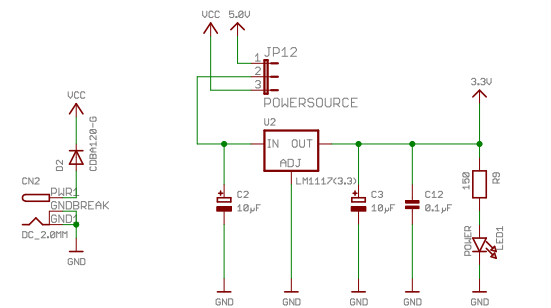 VCC 5.0V
JP12
1
2
3
POWERSOURCE
3.3V
VCC
D2
CDBA120-G
U2
IN OUT
ADJ
LM1117(3.3)
CN2
PWR1
GNDBREAK
GND1
DC_2.0MM
GND
C2
10µF
C3
10µF
C12
0.1µF
150
R9
POWER
LED1
GND GND GND GND GND